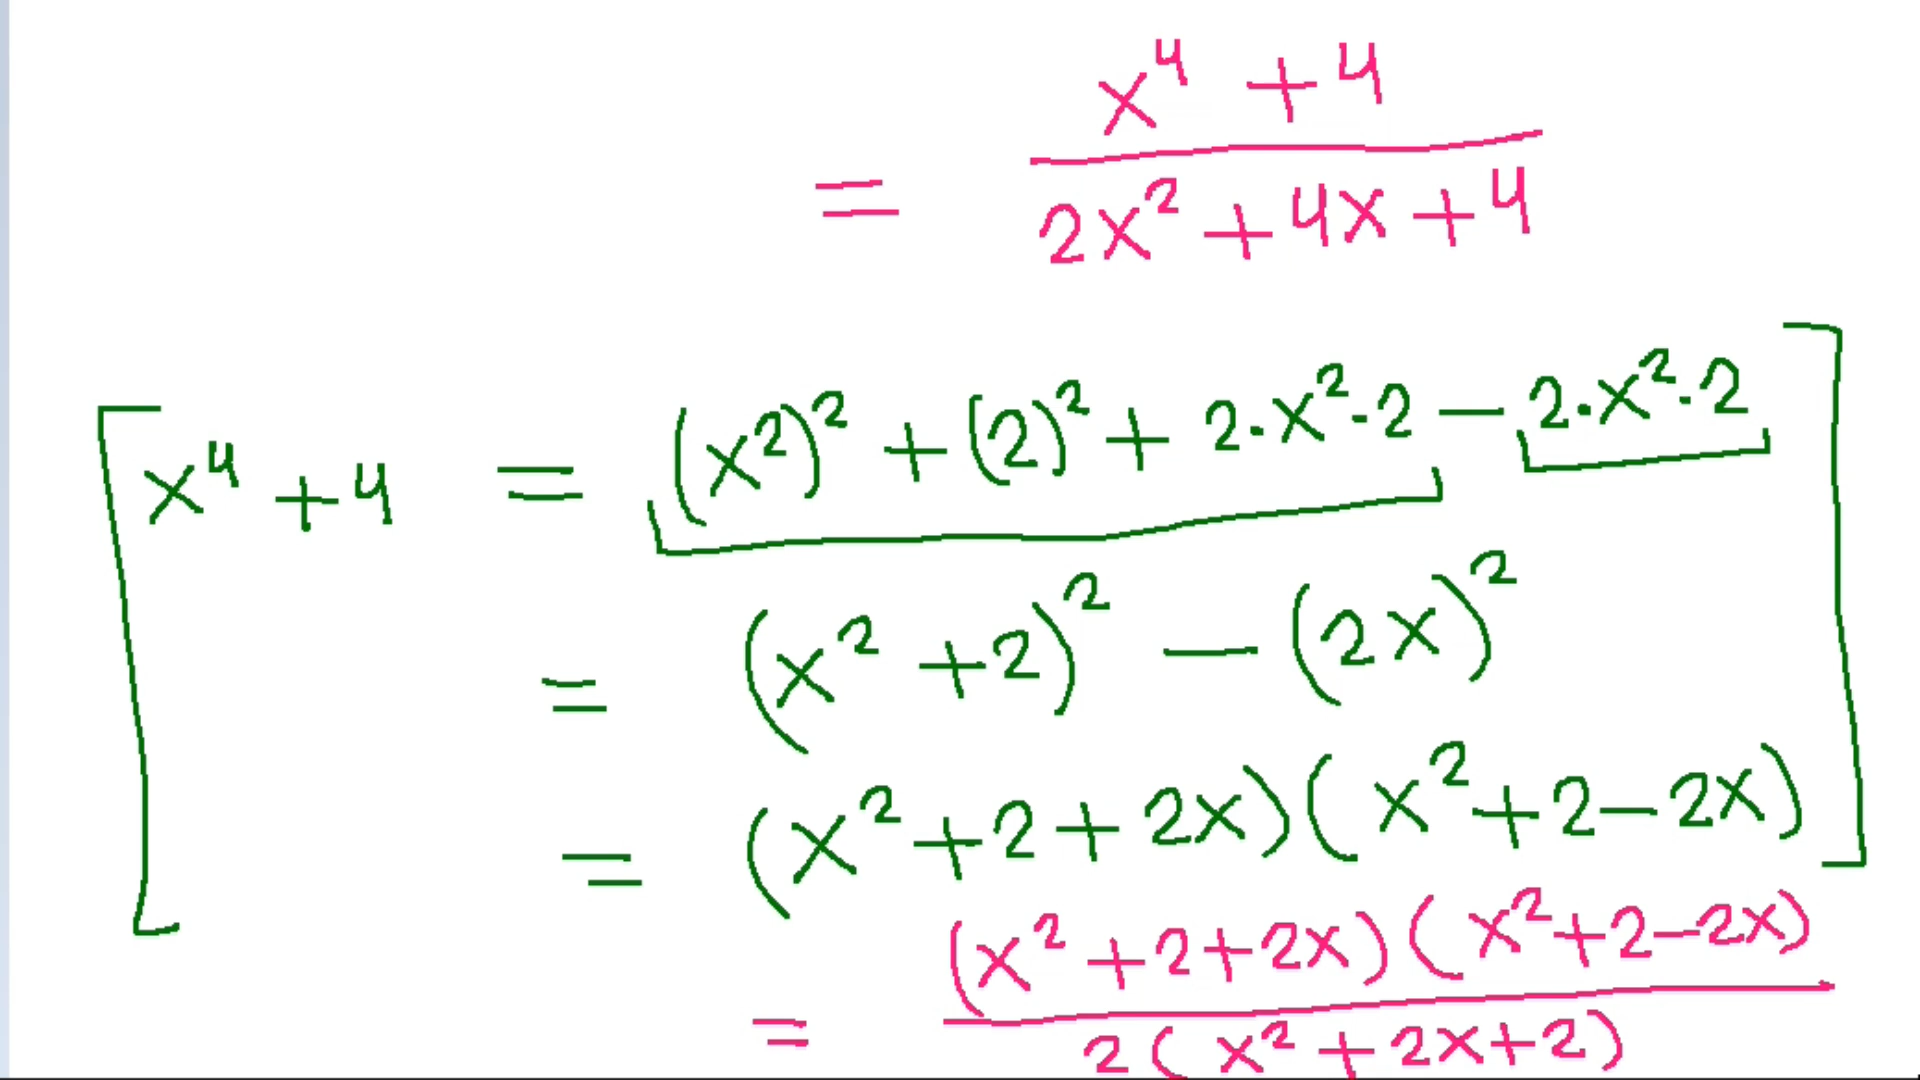 = x⁴ + 4 / 2x² + 4x + 4
x⁴ + 4 = (x²)² + (2)² + 2·x²·2 − 2·x²·2
= (x² + 2)² − (2x)²
= (x² + 2 + 2x)(x² + 2 − 2x)
= (x² + 2 + 2x)(x² + 2 − 2x) / 2(x² + 2x + 2)